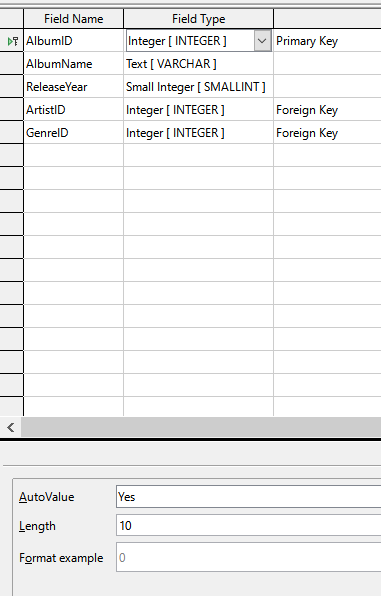 Field Name Field Type
AlbumID Integer [ INTEGER ] Primary Key
AlbumName Text [ VARCHAR ]
ReleaseYear Small Integer [ SMALLINT ]
ArtistID Integer [ INTEGER ] Foreign Key
GenreID Integer [ INTEGER ] Foreign Key
AutoValue Yes
Length 10
Format example 0